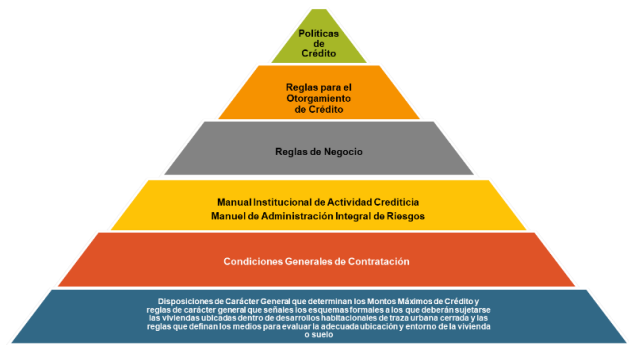 Políticas
de
Crédito
Reglas para el
Otorgamiento
de Crédito
Reglas de Negocio
Manual Institucional de Actividad Crediticia
Manuel de Administración Integral de Riesgos
Condiciones Generales de Contratación
Disposiciones de Carácter General que determinan los Montos Máximos de Crédito y
reglas de carácter general que señales los esquemas formales a los que deberán sujetarse
las viviendas ubicadas dentro de desarrollos habitacionales de traza urbana cerrada y las
reglas que definan los medios para evaluar la adecuada ubicación y entorno de la vivienda
o suelo